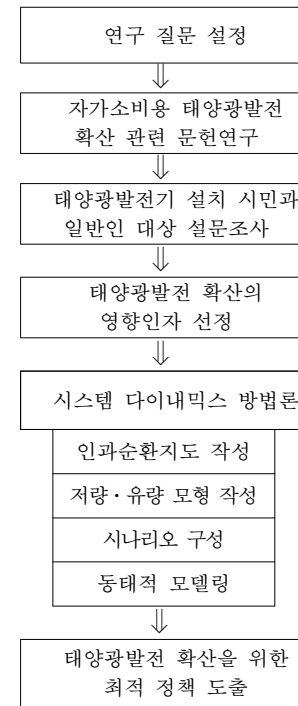 연구 질문 설정
⇓
자가소비용 태양광발전
확산 관련 문헌연구
⇓
태양광발전기 설치 시민과
일반인 대상 설문조사
⇓
태양광발전 확산의
영향인자 선정
⇓
시스템 다이내믹스 방법론
인과순환지도 작성
저량·유량 모형 작성
시나리오 구성
동태적 모델링
⇓
태양광발전 확산을 위한
최적 정책 도출